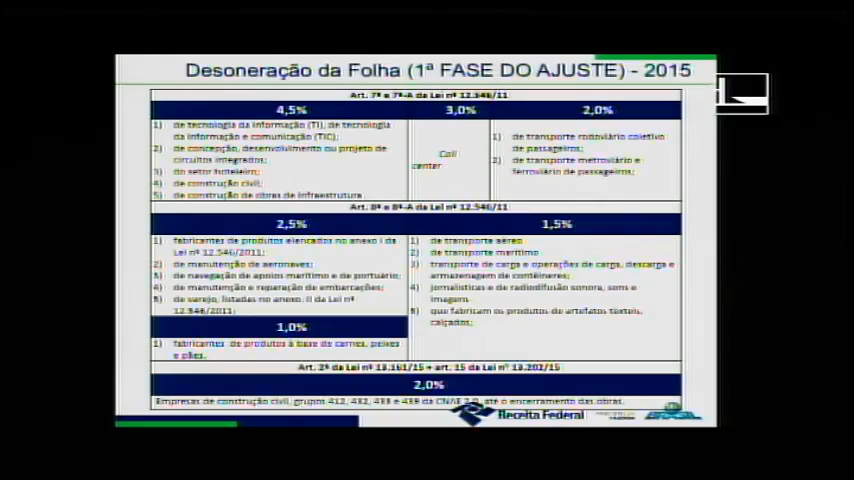 Desoneração da Folha (1ª FASE DO AJUSTE) - 2015
Art. 7º e 7º-A da Lei nº 12.546/11
4,5%
3,0%
2,0%
1) de tecnologia da informação (TI), de tecnologia
da informação e comunicação (TIC);
2) de concepção, desenvolvimento ou projeto de
circuitos integrados;
3) do setor hoteleiro;
4) de construção civil;
5) de construção de obras de infraestrutura
Call
center
1) de transporte rodoviário coletivo
de passageiros;
2) de transporte metroviário e
ferroviário de passageiros;
Art. 8º e 8º-A da Lei nº 12.546/11
2,5%
1,5%
1) fabricantes de produtos elencados no anexo I da
Lei nº 12.546/2011;
2) de manutenção de aeronaves;
3) de navegação de apoios marítimo e de portuário;
4) de manutenção e reparação de embarcações;
5) de varejo, listadas no anexo II da Lei nº
12.546/2011;
1,0%
1) fabricantes de produtos à base de carnes, peixes
e pães.
1) de transporte aéreo
2) de transporte marítimo
3) transporte de carga e operações de carga, descarga e
armazenagem de contêineres;
4) jornalísticas e de radiodifusão sonora, sons e
imagens
5) que fabricam os produtos de artefatos têxteis,
calçados;
Art. 2º da Lei nº 13.161/15 + art. 15 da Lei nº 13.202/15
2,0%
Empresas de construção civil, grupos 412, 432, 433 e 439 da CNAE 2.0, até o encerramento das obras.
Receita Federal
BRASIL